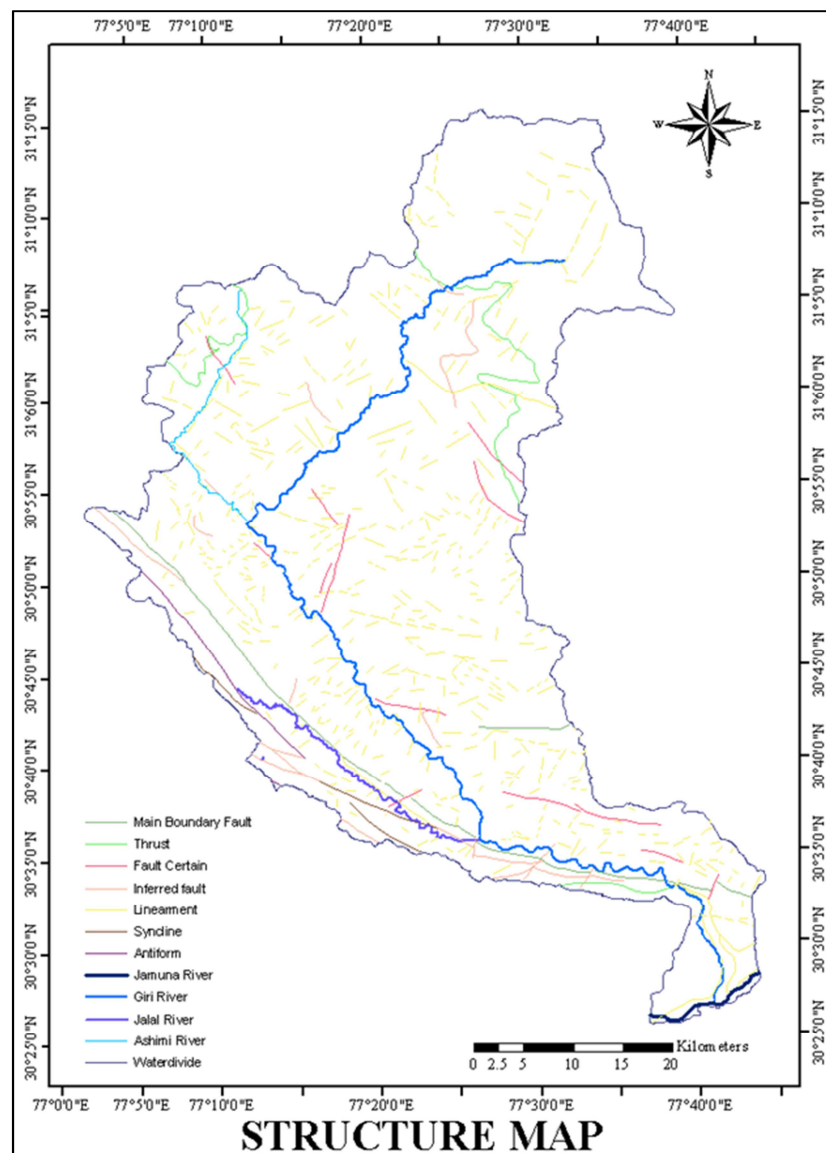 77°5'0"E 77°10'0"E 77°20'0"E 77°30'0"E 77°40'0"E
N
W E
S
31°15'0"N
31°10'0"N
31°5'0"N
31°60'0"N
30°55'0"N
30°50'0"N
30°45'0"N
30°40'0"N
30°35'0"N
30°30'0"N
30°25'0"N
31°15'0"N
31°10'0"N
31°5'0"N
31°60'0"N
30°55'0"N
30°50'0"N
30°45'0"N
30°40'0"N
30°35'0"N
30°30'0"N
30°25'0"N
Main Boundary Fault
Thrust
Fault Certain
Inferred fault
Linearment
Syncline
Antiform
Jamuna River
Giri River
Jalal River
Ashimi River
Waterdivide
Kilometers
0 2.5 5 10 15 20
77°0'0"E 77°5'0"E 77°10'0"E 77°20'0"E 77°30'0"E 77°40'0"E
STRUCTURE MAP